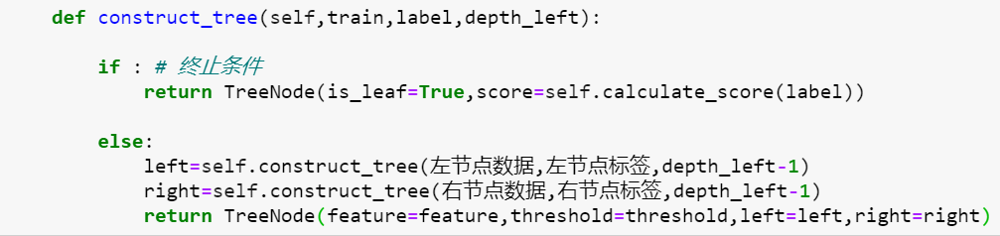 def construct_tree(self,train,label,depth_left):
if : # 终止条件
return TreeNode(is_leaf=True,score=self.calculate_score(label))
else:
left=self.construct_tree(左节点数据,左节点标签,depth_left-1)
right=self.construct_tree(右节点数据,右节点标签,depth_left-1)
return TreeNode(feature=feature,threshold=threshold,left=left,right=right)